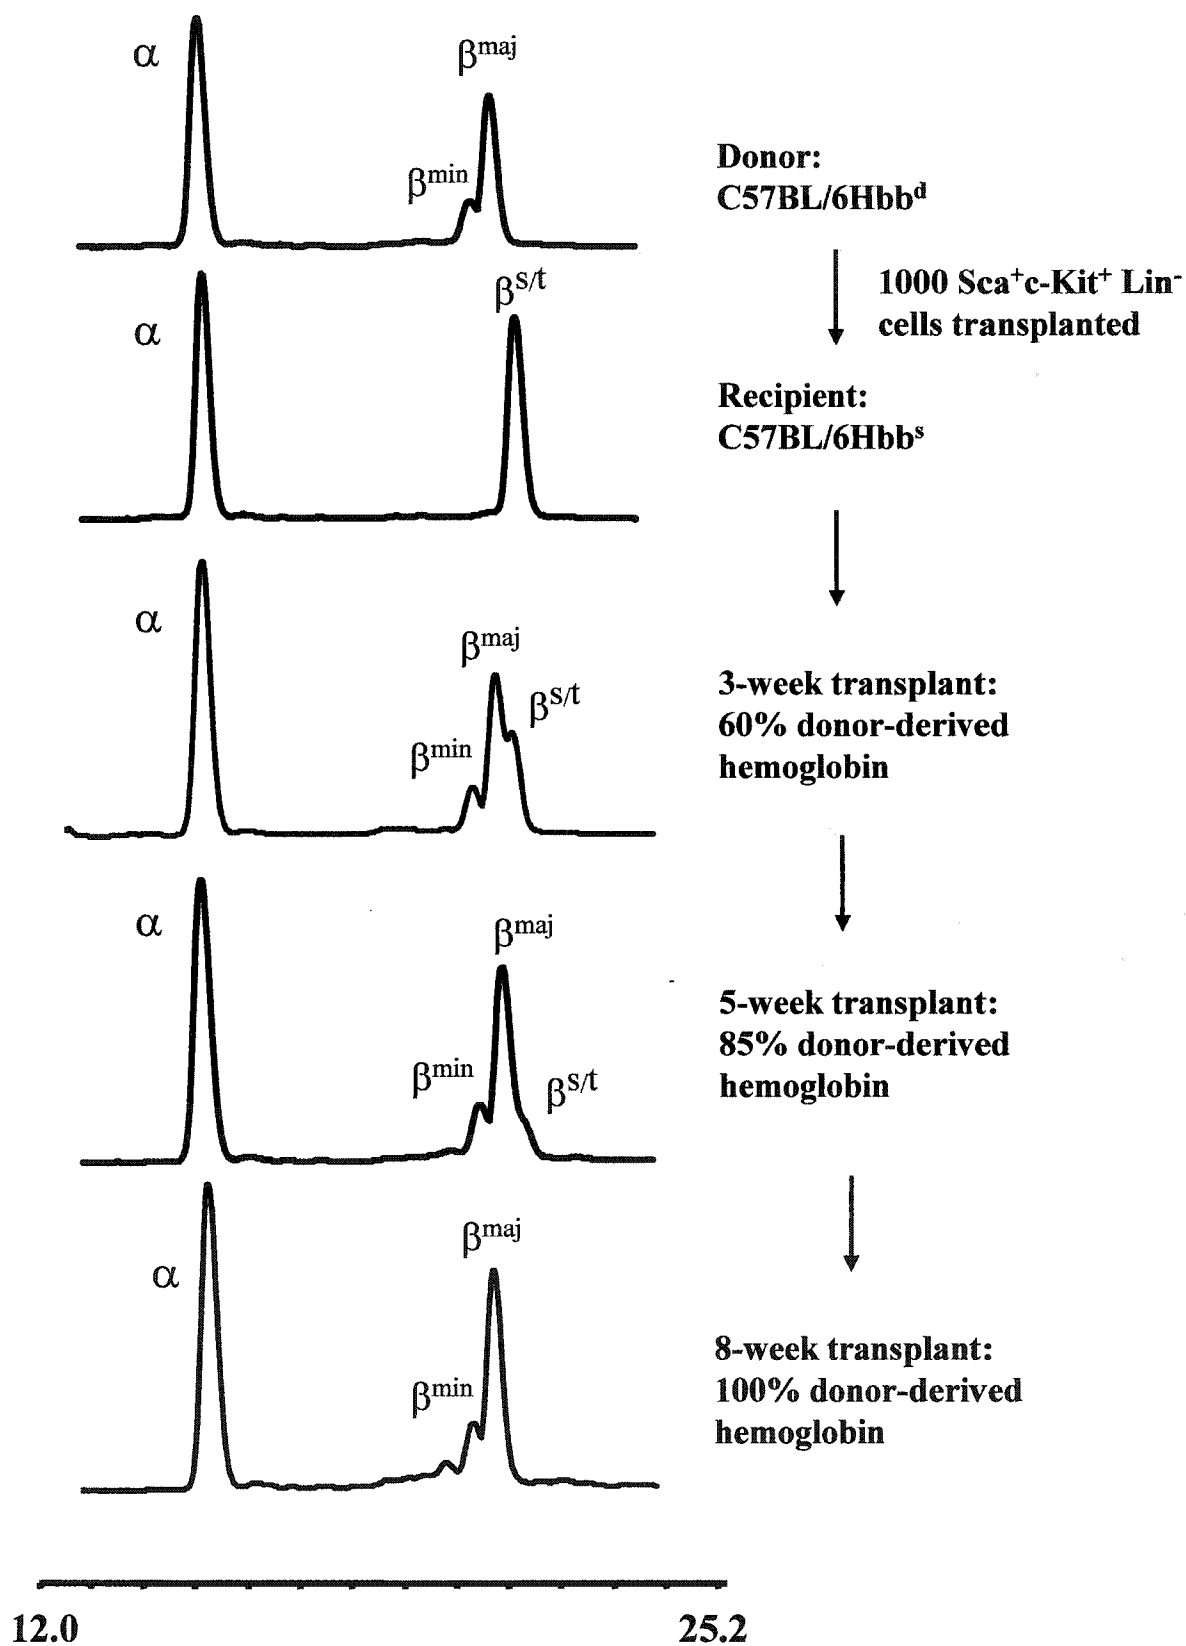 α
β^maj
β^min
Donor:
C57BL/6Hbb^d
1000 Sca⁺c-Kit⁺ Lin⁻
cells transplanted
α
β^s/t
Recipient:
C57BL/6Hbb^s
α
β^maj
β^s/t
β^min
3-week transplant:
60% donor-derived
hemoglobin
α
β^maj
β^min
β^s/t
5-week transplant:
85% donor-derived
hemoglobin
α
β^maj
β^min
8-week transplant:
100% donor-derived
hemoglobin
12.0 25.2